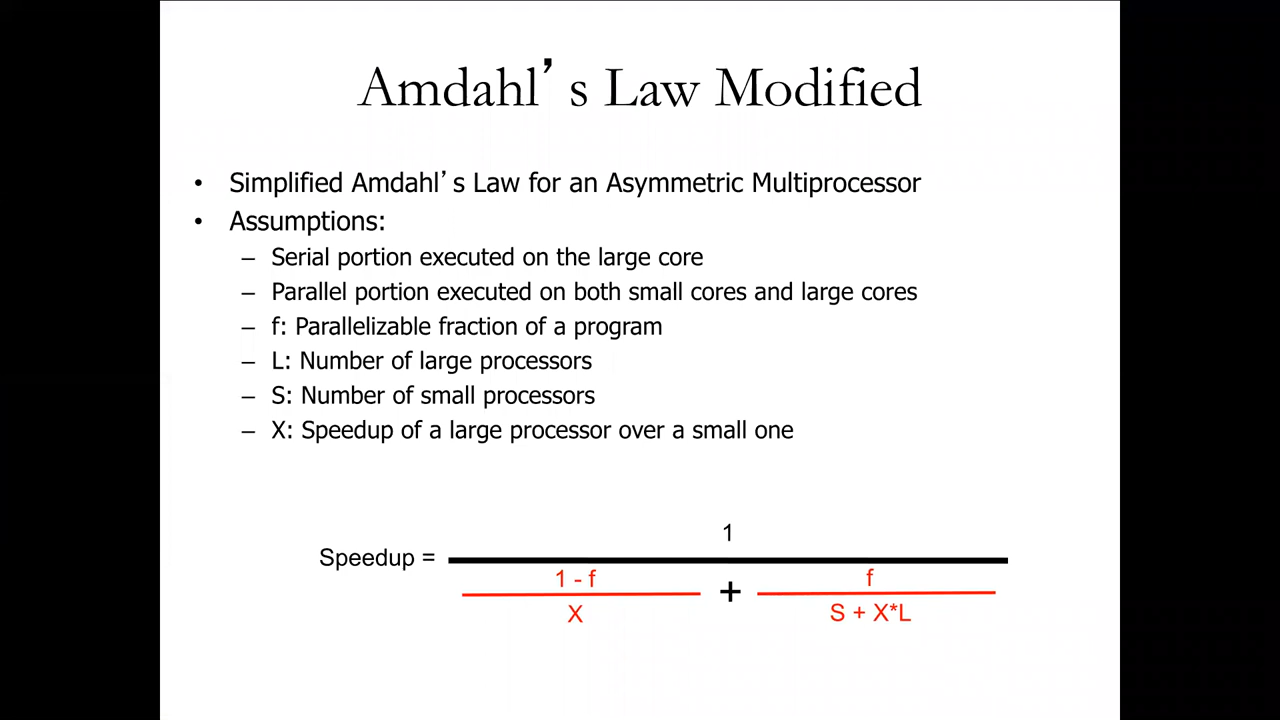 Amdahl’s Law Modified
• Simplified Amdahl’s Law for an Asymmetric Multiprocessor
• Assumptions:
– Serial portion executed on the large core
– Parallel portion executed on both small cores and large cores
– f: Parallelizable fraction of a program
– L: Number of large processors
– S: Number of small processors
– X: Speedup of a large processor over a small one
1
Speedup =
1 - f
+
f
X
S + X*L